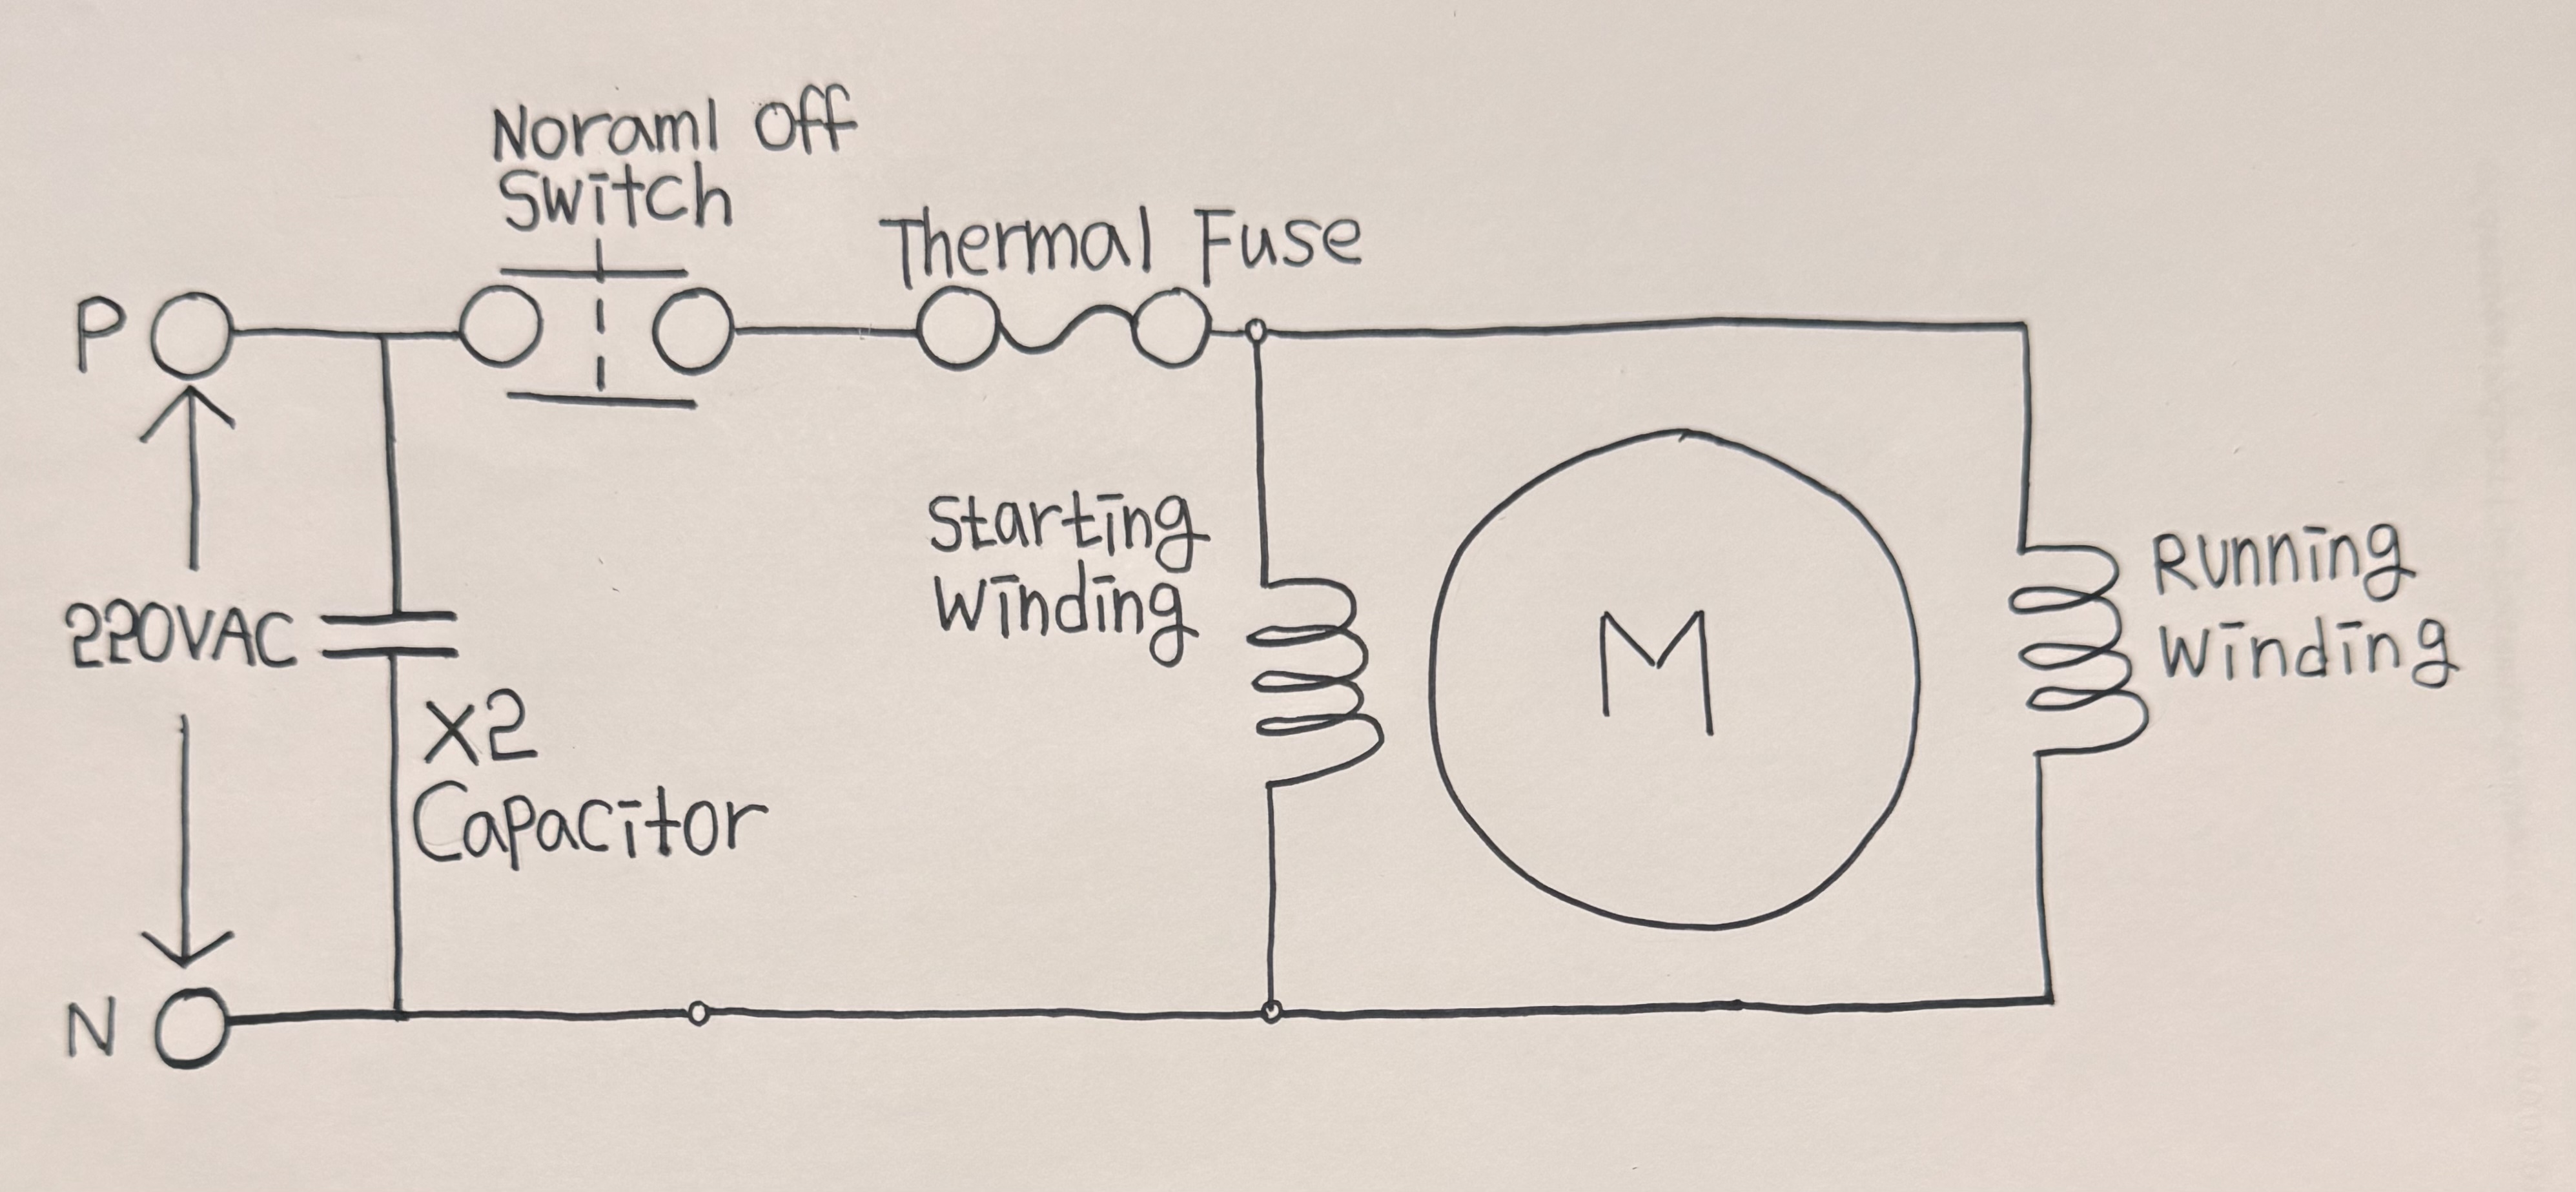 Noraml Off
Switch
Thermal Fuse
P
Starting
Winding
Running
Winding
220VAC
M
X2
Capacitor
N